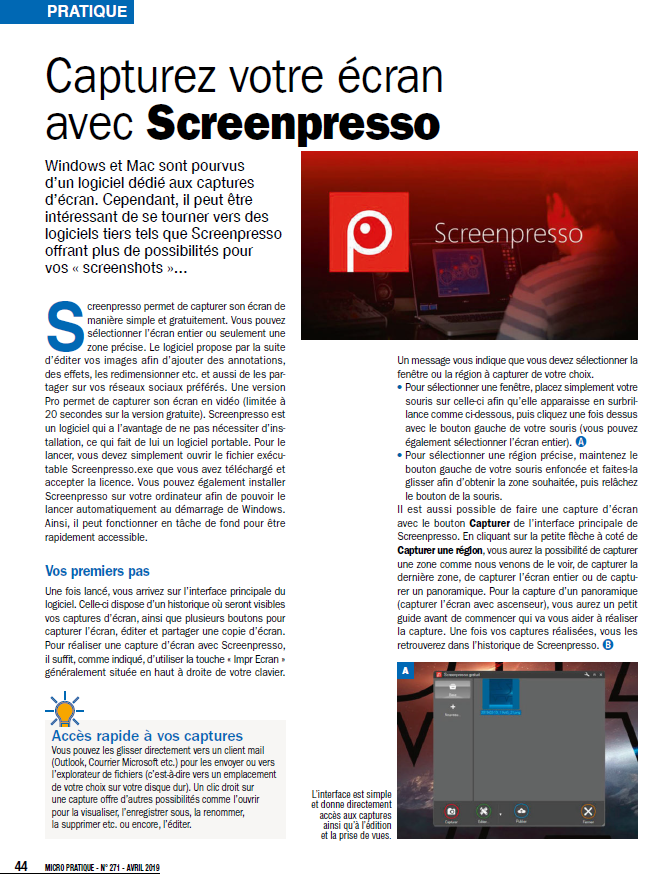 PRATIQUE
Capturez votre écran
avec Screenpresso
Windows et Mac sont pourvus
d'un logiciel dédié aux captures
d'écran. Cependant, il peut être
intéressant de se tourner vers des
logiciels tiers tels que Screenpresso
offrant plus de possibilités pour
vos « screenshots »…
Screenpresso
Screenpresso permet de capturer son écran de
manière simple et gratuitement. Vous pouvez
sélectionner l'écran entier ou seulement une
zone précise. Le logiciel propose par la suite
d'éditer vos images afin d'ajouter des annotations,
des effets, les redimensionner etc. et aussi de les par-
tager sur vos réseaux sociaux préférés. Une version
Pro permet de capturer son écran en vidéo (limitée à
20 secondes sur la version gratuite). Screenpresso est
un logiciel qui a l'avantage de ne pas nécessiter d'ins-
tallation, ce qui fait de lui un logiciel portable. Pour le
lancer, vous devez simplement ouvrir le fichier exécu-
table Screenpresso.exe que vous avez téléchargé et
accepter la licence. Vous pouvez également installer
Screenpresso sur votre ordinateur afin de pouvoir le
lancer automatiquement au démarrage de Windows.
Ainsi, il peut fonctionner en tâche de fond pour être
rapidement accessible.
Vos premiers pas
Une fois lancé, vous arrivez sur l'interface principale du
logiciel. Celle-ci dispose d'un historique où seront visibles
vos captures d'écran, ainsi que plusieurs boutons pour
capturer l'écran, éditer et partager une copie d'écran.
Pour réaliser une capture d'écran avec Screenpresso,
il suffit, comme indiqué, d'utiliser la touche « Impr Ecran »
généralement située en haut à droite de votre clavier.
Accès rapide à vos captures
Vous pouvez les glisser directement vers un client mail
(Outlook, Courrier Microsoft etc.) pour les envoyer ou vers
l'explorateur de fichiers (c'est-à-dire vers un emplacement
de votre choix sur votre disque dur). Un clic droit sur
une capture offre d'autres possibilités comme l'ouvrir
pour la visualiser, l'enregistrer sous, la renommer,
la supprimer etc. ou encore, l'éditer.
Un message vous indique que vous devez sélectionner la
fenêtre ou la région à capturer de votre choix.
• Pour sélectionner une fenêtre, placez simplement votre
souris sur celle-ci afin qu'elle apparaisse en surbril-
lance comme ci-dessous, puis cliquez une fois dessus
avec le bouton gauche de votre souris (vous pouvez
également sélectionner l'écran entier). A
• Pour sélectionner une région précise, maintenez le
bouton gauche de votre souris enfoncée et faites-la
glisser afin d'obtenir la zone souhaitée, puis relâchez
le bouton de la souris.
Il est aussi possible de faire une capture d'écran
avec le bouton Capturer de l'interface principale de
Screenpresso. En cliquant sur la petite flèche à coté de
Capturer une région, vous aurez la possibilité de capturer
une zone comme nous venons de le voir, de capturer la
dernière zone, de capturer l'écran entier ou de captu-
rer un panoramique. Pour la capture d'un panoramique
(capturer l'écran avec ascenseur), vous aurez un petit
guide avant de commencer qui va vous aider à réaliser
la capture. Une fois vos captures réalisées, vous les
retrouverez dans l'historique de Screenpresso. B
A
Screenpresso gratuit
Capturer
Editer
Publier
Fermer
L'interface est simple
et donne directement
accès aux captures
ainsi qu'à l'édition
et la prise de vues.
44 MICRO PRATIQUE - N° 271 - AVRIL 2019